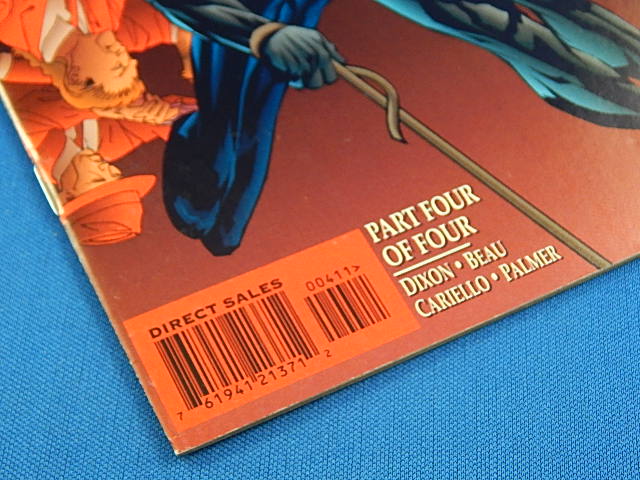 PART FOUR
OF FOUR
DIXON • BEAU
CARIELLO • PALMER
DIRECT SALES
00411>
7 61941 21371 2